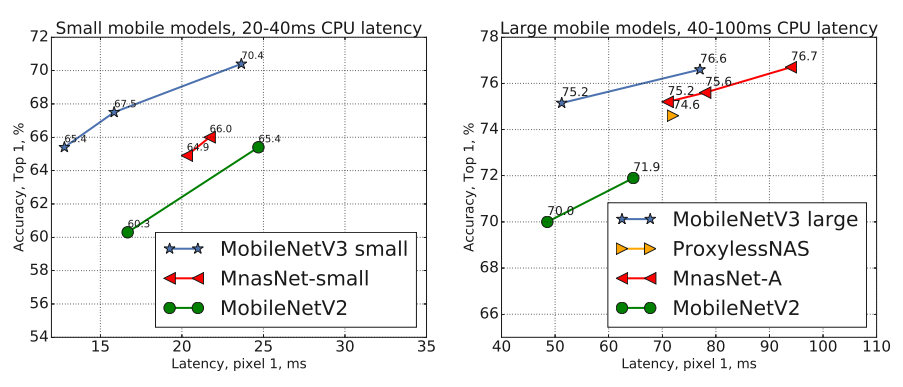 Small mobile models, 20-40ms CPU latency
72
70
68
66
64
62
60
58
56
54
Accuracy, Top 1, %
70.4
67.5
65.4
66.0
64.9
65.4
60.3
MobileNetV3 small
MnasNet-small
MobileNetV2
15 20 25 30 35
Latency, pixel 1, ms
Large mobile models, 40-100ms CPU latency
78
76
74
72
70
68
66
Accuracy, Top 1, %
76.6
76.7
75.2
75.2
75.6
74.6
71.9
70.0
MobileNetV3 large
ProxylessNAS
MnasNet-A
MobileNetV2
40 50 60 70 80 90 100 110
Latency, pixel 1, ms